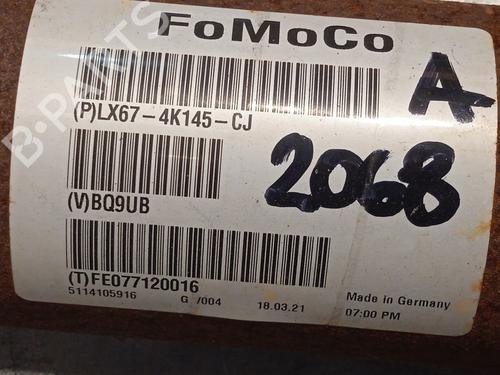 FoMoCo
A
(P)LX67-4K145-CJ
2068
(V)BQ9UB
(T)FE077120016
5114105916 G /004 18.03.21 Made in Germany
07:00 PM
B-PARTS